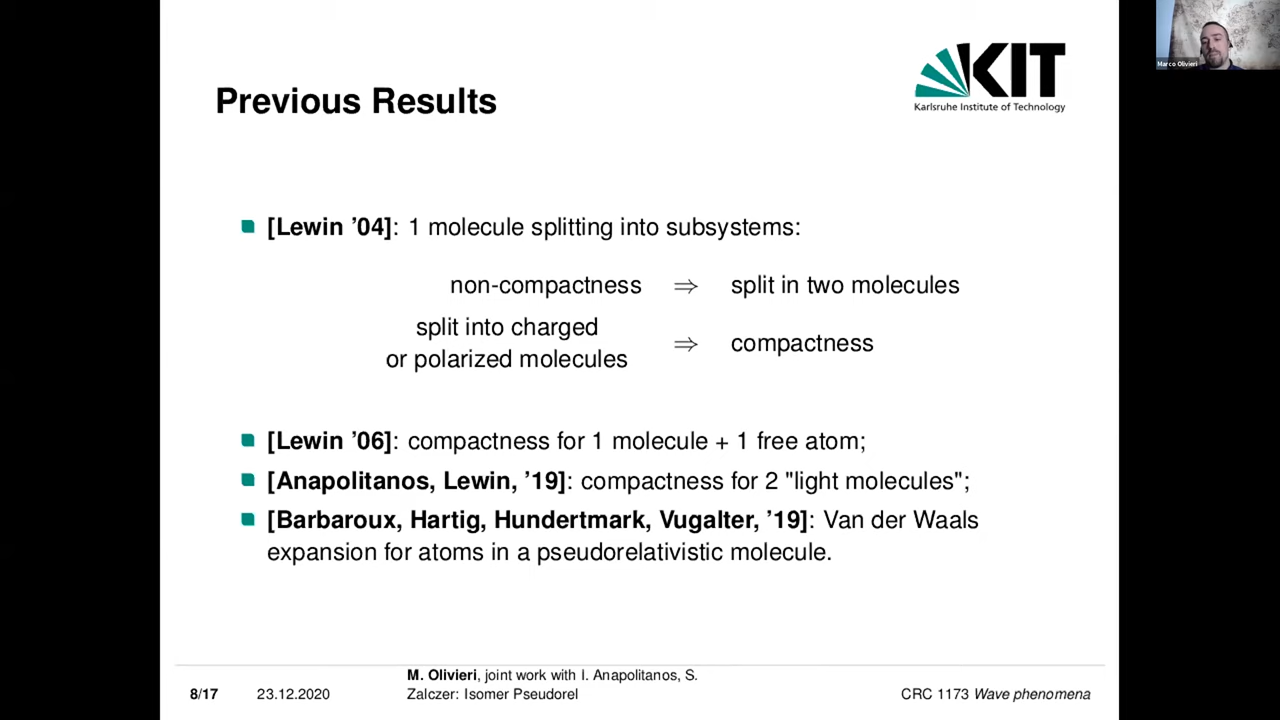 Previous Results
KIT
Karlsruhe Institute of Technology
Marco Olivieri
[Lewin ’04]: 1 molecule splitting into subsystems:
non-compactness ⇒ split in two molecules
split into charged
or polarized molecules ⇒ compactness
[Lewin ’06]: compactness for 1 molecule + 1 free atom;
[Anapolitanos, Lewin, ’19]: compactness for 2 "light molecules";
[Barbaroux, Hartig, Hundertmark, Vugalter, ’19]: Van der Waals
expansion for atoms in a pseudorelativistic molecule.
M. Olivieri, joint work with I. Anapolitanos, S.
8/17 23.12.2020 Zalczer: Isomer Pseudorel CRC 1173 Wave phenomena